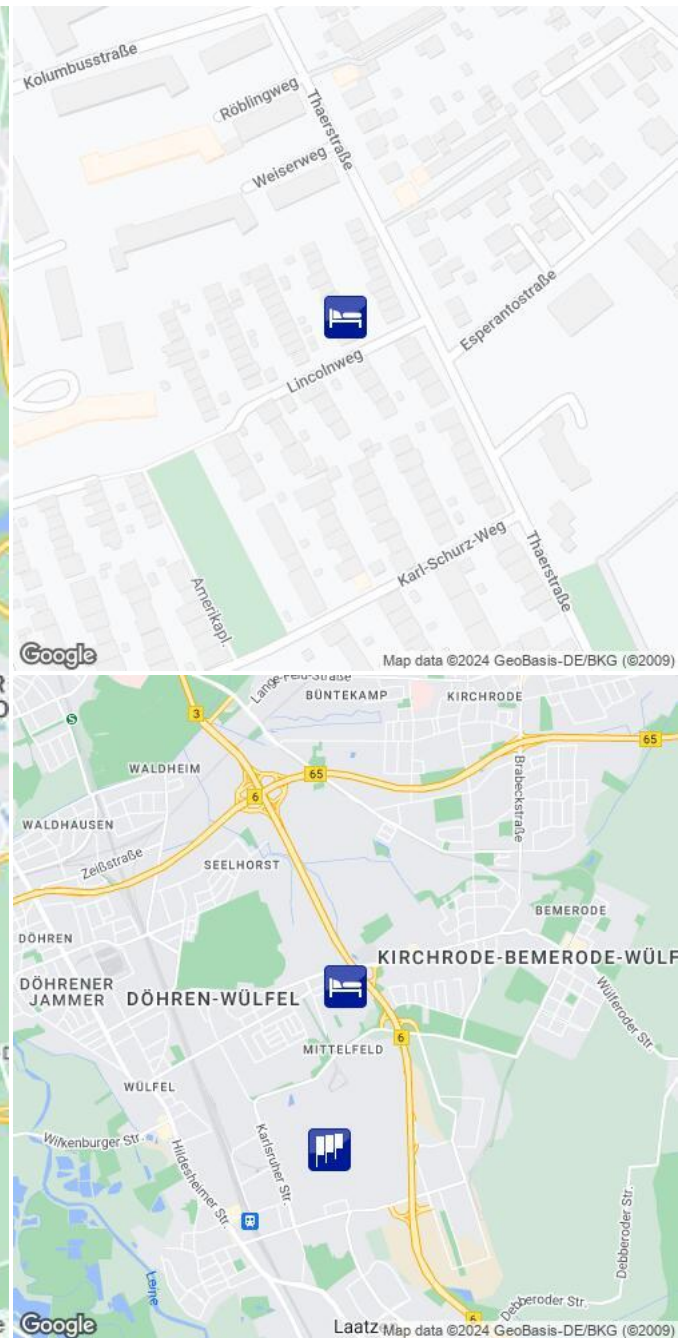 Kolumbusstraße
Röblingweg
Thaerstraße
Weiserweg
Esperantostraße
Lincolnweg
Karl-Schurz-Weg
Thaerstraße
Amerikapl.
Google
Map data ©2024 GeoBasis-DE/BKG (©2009)
Lange-Feld-Straße
BÜNTEKAMP
KIRCHRODE
3
S
65
65
WALDHEIM
6
Brabeckstraße
WALDHAUSEN
Zeißstraße
SEELHORST
BEMERODE
DÖHREN
KIRCHRODE-BEMERODE-WÜLF
DÖHRENER
JAMMER
DÖHREN-WÜLFEL
Wülferoder Str.
6
MITTELFELD
WÜLFEL
Wilkenburger Str.
Hildesheimer Str.
Karlsruher Str.
Debberoder Str.
Leine
Debberoder Str.
6
Google
Laatzen
Map data ©2024 GeoBasis-DE/BKG (©2009)